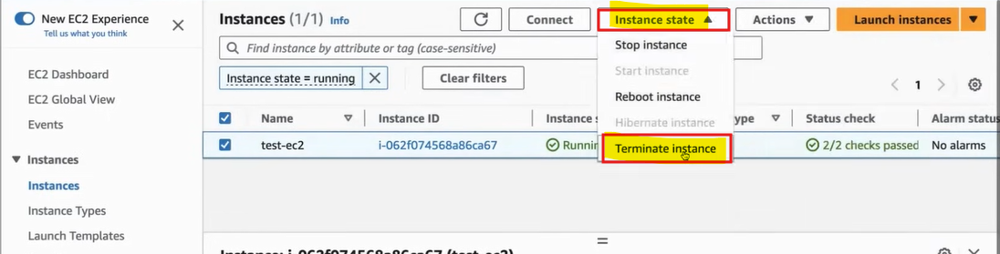 New EC2 Experience
Tell us what you think
EC2 Dashboard
EC2 Global View
Events
Instances
Instances
Instance Types
Launch Templates
Instances (1/1) Info
Connect
Instance state
Actions
Launch instances
Find instance by attribute or tag (case-sensitive)
Instance state = running
Clear filters
1
Stop instance
Start instance
Reboot instance
Hibernate instance
Terminate instance
Name Instance ID Instance s ype Status check Alarm status
test-ec2 i-062f074568a86ca67 Runnin 2/2 checks passed No alarms
Instance: i-062f074568a86ca67 (test-ec2)